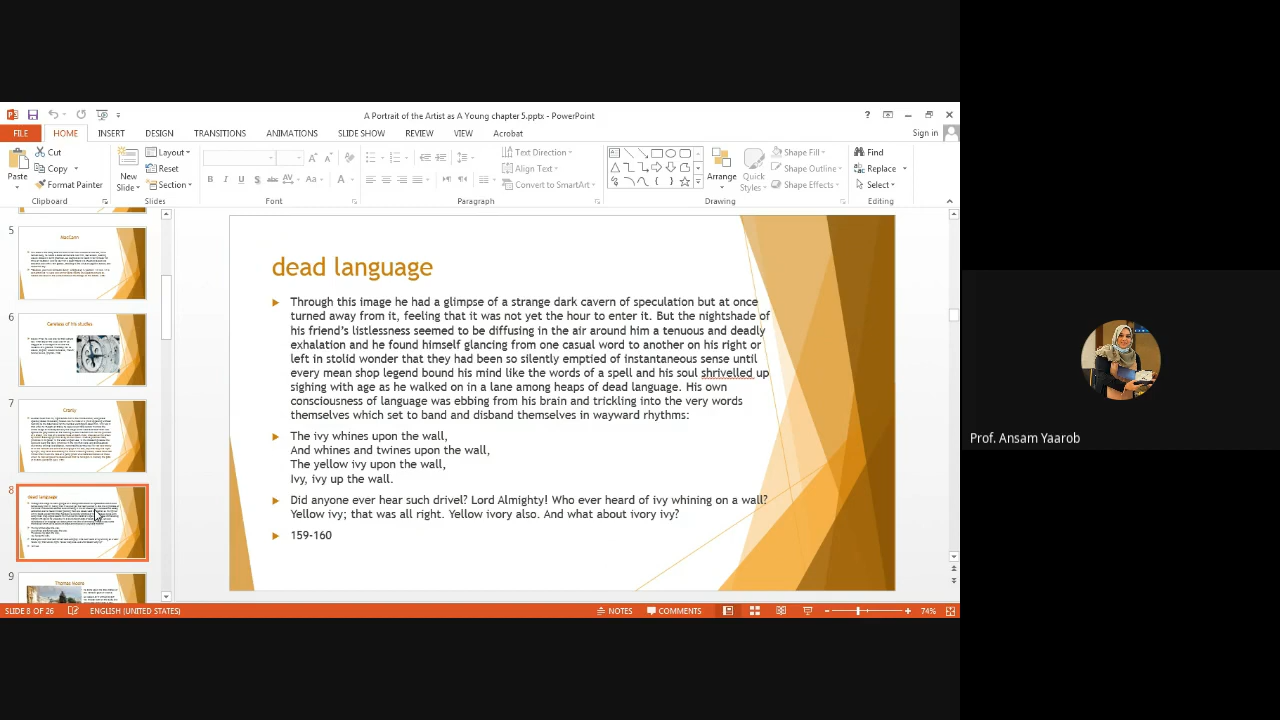 A Portrait of the Artist as A Young chapter 5.pptx - PowerPoint
FILE HOME INSERT DESIGN TRANSITIONS ANIMATIONS SLIDE SHOW REVIEW VIEW Acrobat Sign in
Paste
Cut
Copy
Format Painter
Clipboard
New
Slide
Layout
Reset
Section
Slides
Font
Text Direction
Align Text
Convert to SmartArt
Paragraph
Arrange
Quick
Styles
Shape Fill
Shape Outline
Shape Effects
Drawing
Find
Replace
Select
Editing
5
6
Careless of his studies
7
Cranly
8
dead language
9
Thomas Moore
dead language
Through this image he had a glimpse of a strange dark cavern of speculation but at once
turned away from it, feeling that it was not yet the hour to enter it. But the nightshade of
his friend's listlessness seemed to be diffusing in the air around him a tenuous and deadly
exhalation and he found himself glancing from one casual word to another on his right or
left in stolid wonder that they had been so silently emptied of instantaneous sense until
every mean shop legend bound his mind like the words of a spell and his soul shrivelled up
sighing with age as he walked on in a lane among heaps of dead language. His own
consciousness of language was ebbing from his brain and trickling into the very words
themselves which set to band and disband themselves in wayward rhythms:
The ivy whines upon the wall,
And whines and twines upon the wall,
The yellow ivy upon the wall,
Ivy, ivy up the wall.
Did anyone ever hear such drivel? Lord Almighty! Who ever heard of ivy whining on a wall?
Yellow ivy; that was all right. Yellow ivory also. And what about ivory ivy?
159-160
Prof. Ansam Yaarob
SLIDE 8 OF 26 ENGLISH (UNITED STATES) NOTES COMMENTS 74%